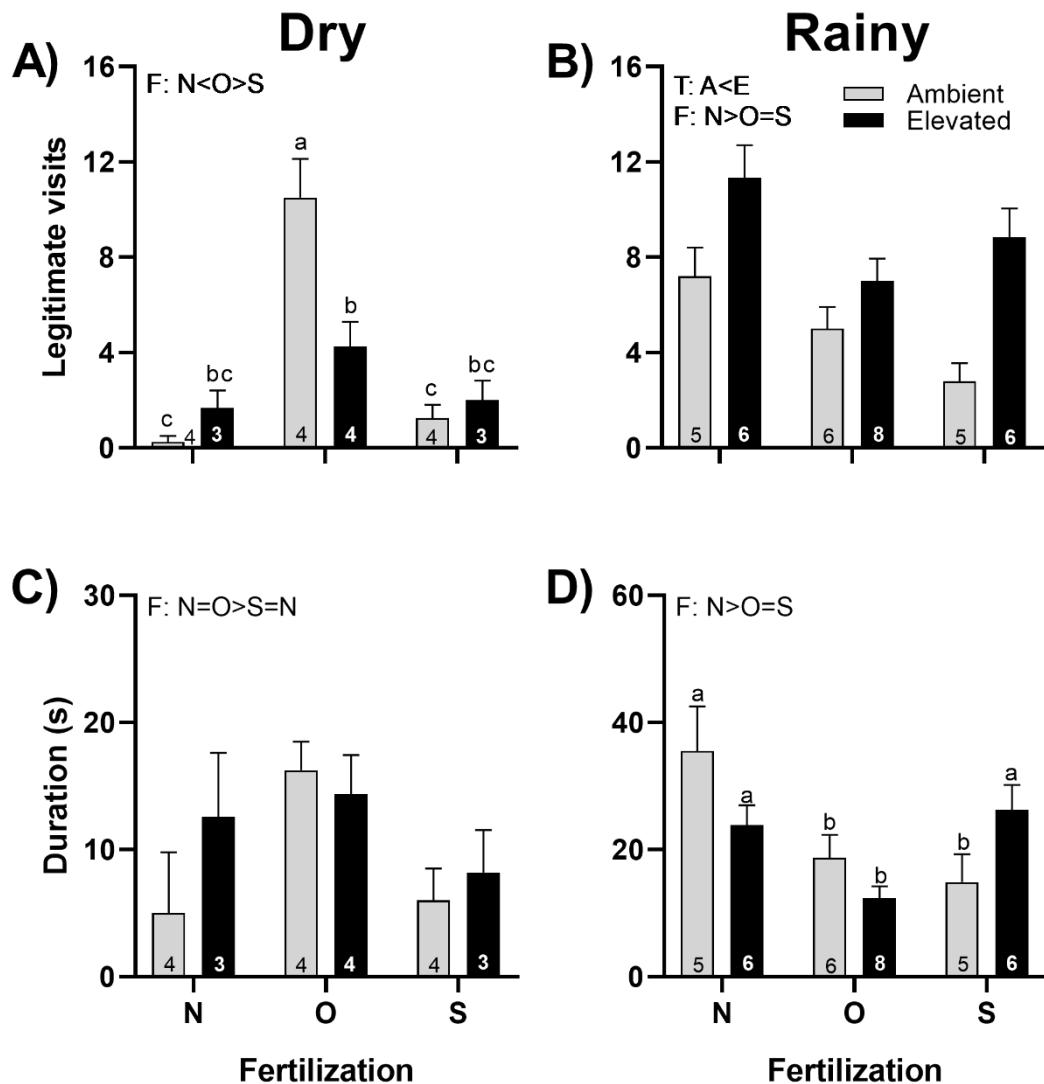 Dry
Rainy
A)
F: N<O>S
16
12
8
4
0
Legitimate visits
c
bc
a
b
c
bc
4
3
4
4
4
3
B)
T: A<E
F: N>O=S
Ambient
Elevated
16
12
8
4
0
5
6
6
8
5
6
C)
F: N=O>S=N
30
20
10
0
Duration (s)
4
3
4
4
4
3
N
O
S
Fertilization
D)
F: N>O=S
60
40
20
0
a
a
b
b
b
a
5
6
6
8
5
6
N
O
S
Fertilization